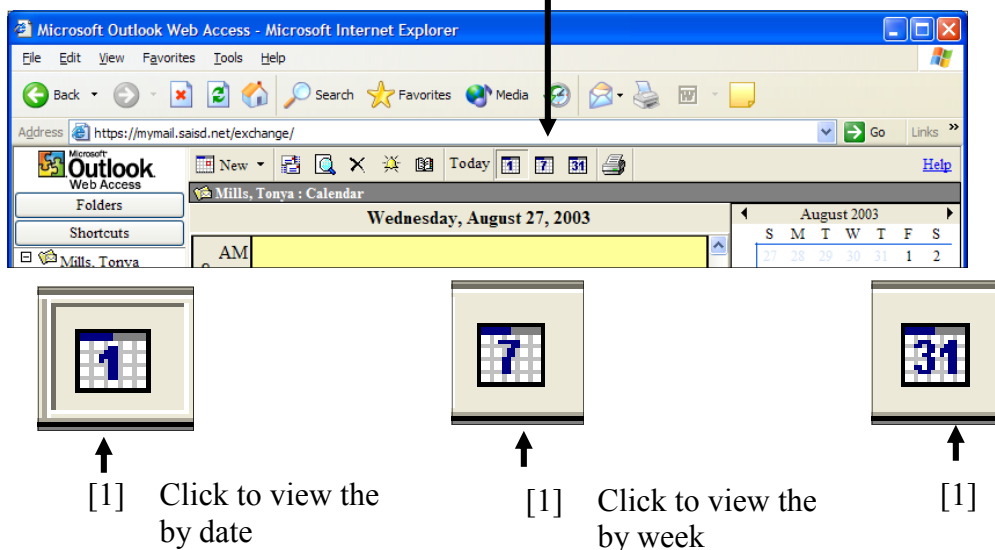 Microsoft Outlook Web Access - Microsoft Internet Explorer
File Edit View Favorites Tools Help
Back Search Favorites Media
Address https://mymail.saisd.net/exchange/ Go Links »
Microsoft Outlook Web Access
New Today 1 7 31 Help
Mills, Tonya : Calendar
Folders
Wednesday, August 27, 2003
August 2003
Shortcuts
S M T W T F S
Mills, Tonya
AM
27 28 29 30 31 1 2
1
7
31
[1] Click to view the
by date
[1] Click to view the
by week
[1]